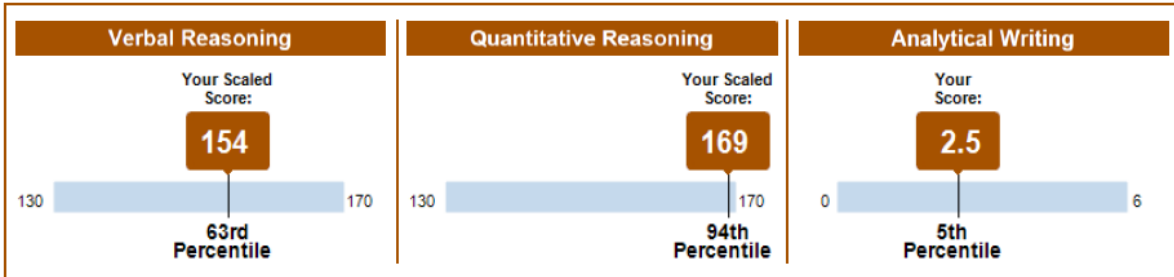 Verbal Reasoning
Your Scaled
Score:
154
130
170
63rd
Percentile
Quantitative Reasoning
Your Scaled
Score:
169
130
170
94th
Percentile
Analytical Writing
Your
Score:
2.5
0
6
5th
Percentile